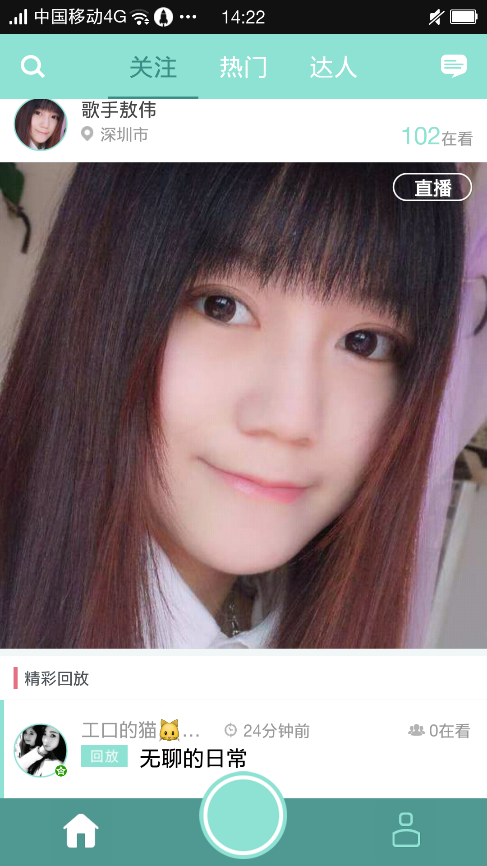 中国移动4G 14:22
关注 热门 达人
歌手敖伟
深圳市 102在看
直播
精彩回放
工口的猫🐱... 24分钟前 0在看
回放 无聊的日常